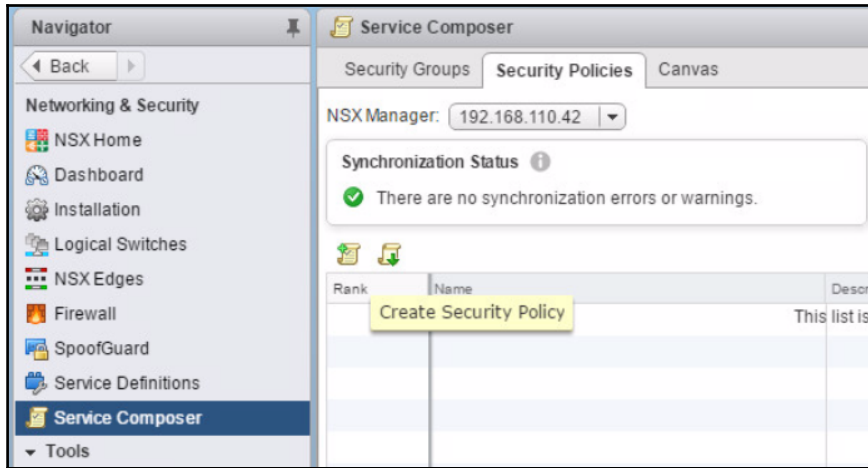 Navigator
Back
Networking & Security
NSX Home
Dashboard
Installation
Logical Switches
NSX Edges
Firewall
SpoofGuard
Service Definitions
Service Composer
Tools
Service Composer
Security Groups Security Policies Canvas
NSX Manager: 192.168.110.42
Synchronization Status
There are no synchronization errors or warnings.
Rank Name Descr
Create Security Policy
This list is